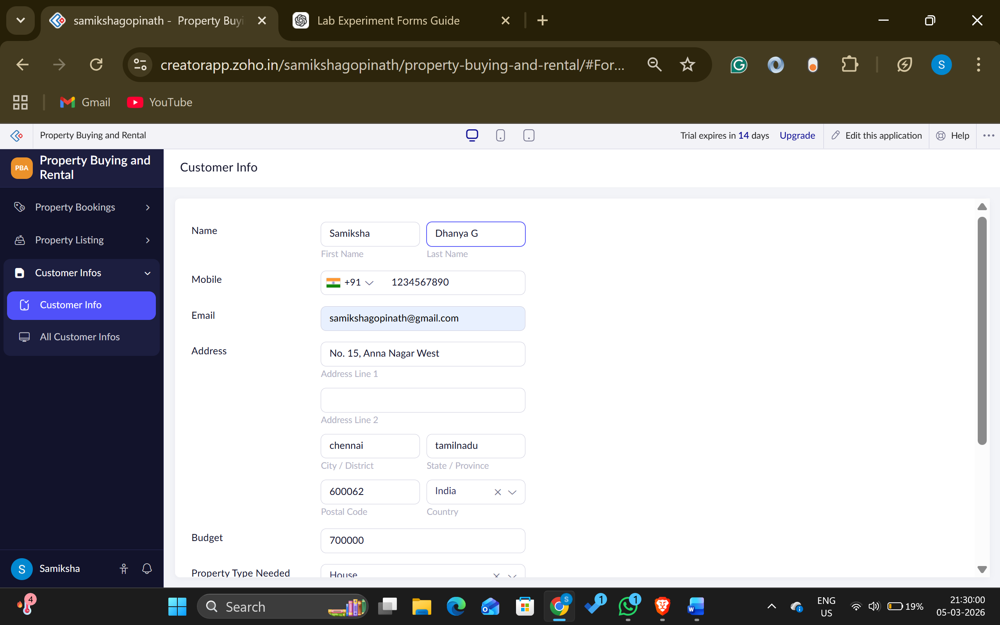 samikshagopinath - Property Buyi
Lab Experiment Forms Guide
creatorapp.zoho.in/samikshagopinath/property-buying-and-rental/#For...
S
Gmail
YouTube
Property Buying and Rental
Trial expires in 14 days
Upgrade
Edit this application
Help
PBA
Property Buying and
Rental
Property Bookings
Property Listing
Customer Infos
Customer Info
All Customer Infos
S
Samiksha
Customer Info
Name
Samiksha
Dhanya G
First Name
Last Name
Mobile
+91
1234567890
Email
samikshagopinath@gmail.com
Address
No. 15, Anna Nagar West
Address Line 1
Address Line 2
chennai
tamilnadu
City / District
State / Province
600062
India
Postal Code
Country
Budget
700000
Property Type Needed
House
4
Search
S
1
1
ENG
US
19%
21:30:00
05-03-2026